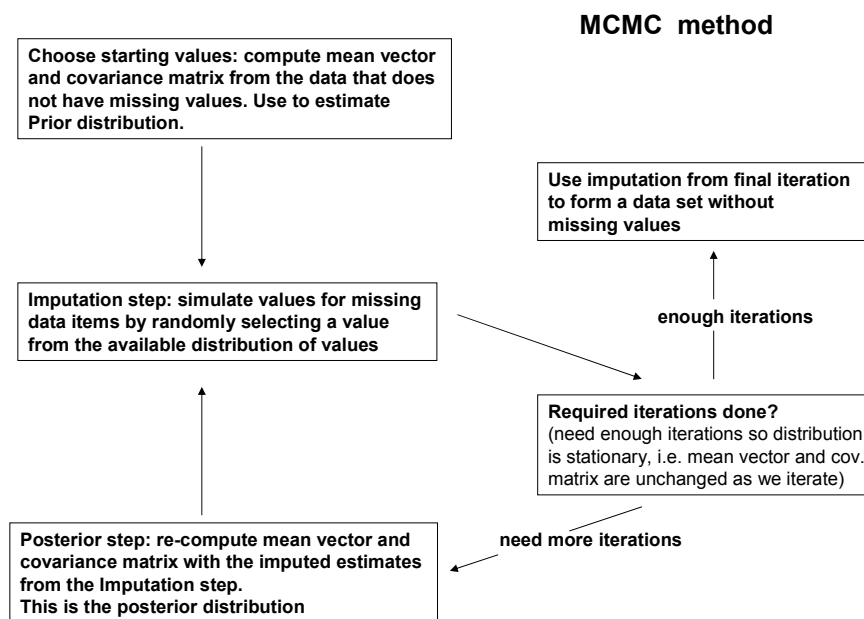 MCMC method
Choose starting values: compute mean vector
and covariance matrix from the data that does
not have missing values. Use to estimate
Prior distribution.
Use imputation from final iteration
to form a data set without
missing values
Imputation step: simulate values for missing
data items by randomly selecting a value
from the available distribution of values
enough iterations
Required iterations done?
(need enough iterations so distribution
is stationary, i.e. mean vector and cov.
matrix are unchanged as we iterate)
Posterior step: re-compute mean vector and
covariance matrix with the imputed estimates
from the Imputation step.
This is the posterior distribution
need more iterations